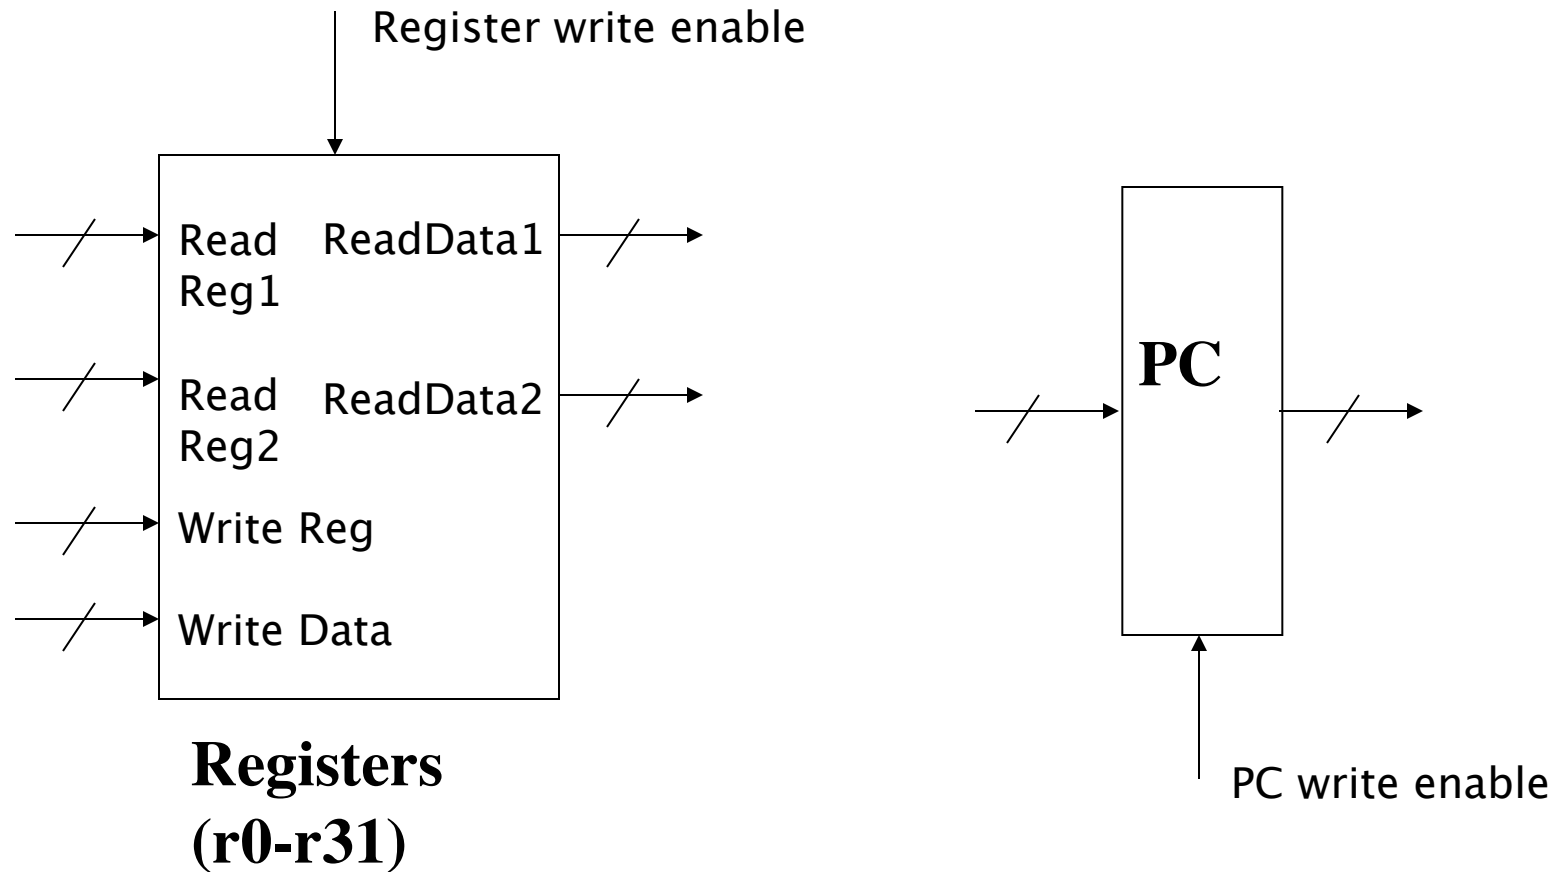 Register write enable
Read
Reg1
ReadData1
Read
Reg2
ReadData2
Write Reg
Write Data
Registers
(r0-r31)
PC
PC write enable